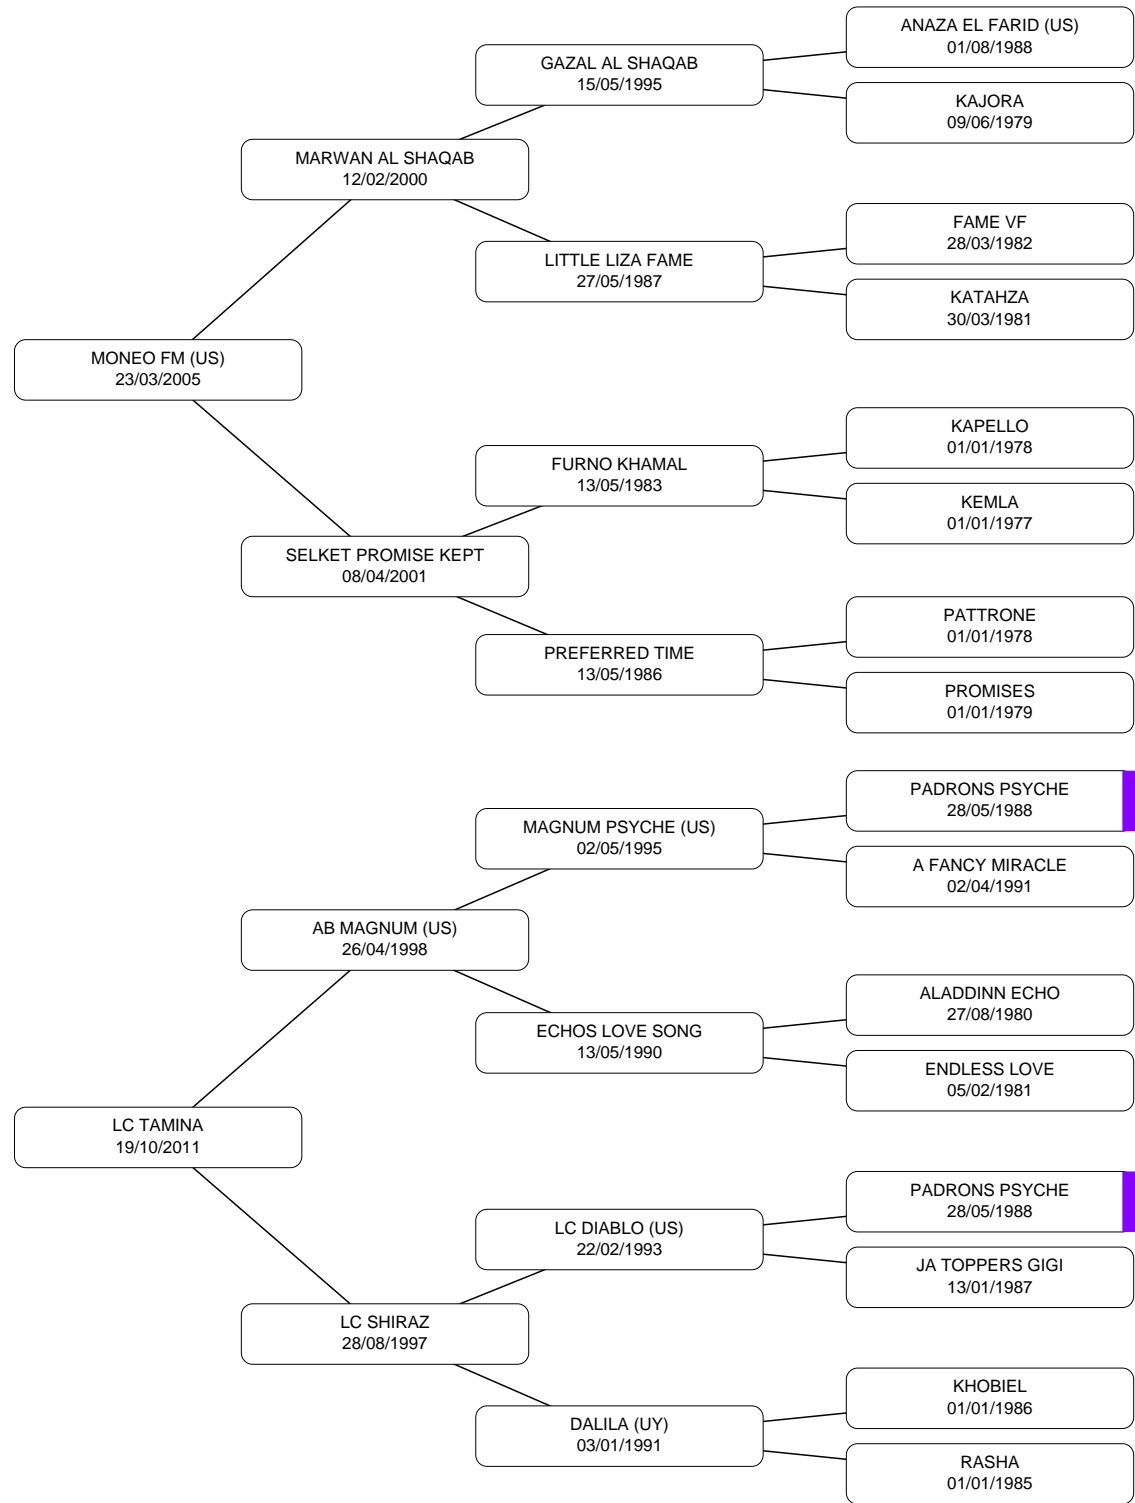 ANAZA EL FARID (US)
01/08/1988
GAZAL AL SHAQAB
15/05/1995
KAJORA
09/06/1979
MARWAN AL SHAQAB
12/02/2000
FAME VF
28/03/1982
LITTLE LIZA FAME
27/05/1987
KATAHZA
30/03/1981
MONEO FM (US)
23/03/2005
KAPELLO
01/01/1978
FURNO KHAMAL
13/05/1983
KEMLA
01/01/1977
SELKET PROMISE KEPT
08/04/2001
PATTRONE
01/01/1978
PREFERRED TIME
13/05/1986
PROMISES
01/01/1979
PADRONS PSYCHE
28/05/1988
MAGNUM PSYCHE (US)
02/05/1995
A FANCY MIRACLE
02/04/1991
AB MAGNUM (US)
26/04/1998
ALADDINN ECHO
27/08/1980
ECHOS LOVE SONG
13/05/1990
ENDLESS LOVE
05/02/1981
LC TAMINA
19/10/2011
PADRONS PSYCHE
28/05/1988
LC DIABLO (US)
22/02/1993
JA TOPPERS GIGI
13/01/1987
LC SHIRAZ
28/08/1997
KHOBIEL
01/01/1986
DALILA (UY)
03/01/1991
RASHA
01/01/1985